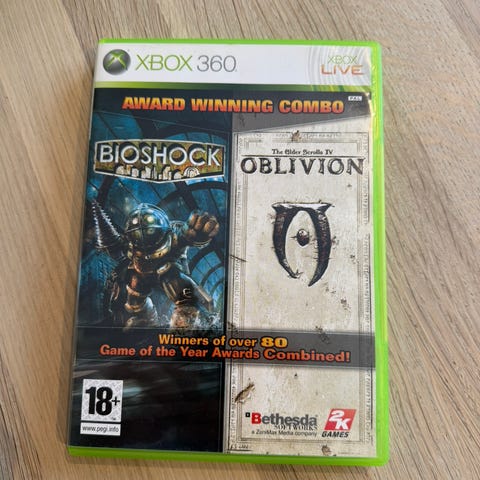 XBOX 360
XBOX
LIVE
AWARD WINNING COMBO
PAL
BIOSHOCK
The Elder Scrolls IV
OBLIVION
Winners of over 80
Game of the Year Awards Combined!
18+
www.pegi.info
Bethesda
SOFTWORKS
a ZeniMax Media company
2K
GAMES